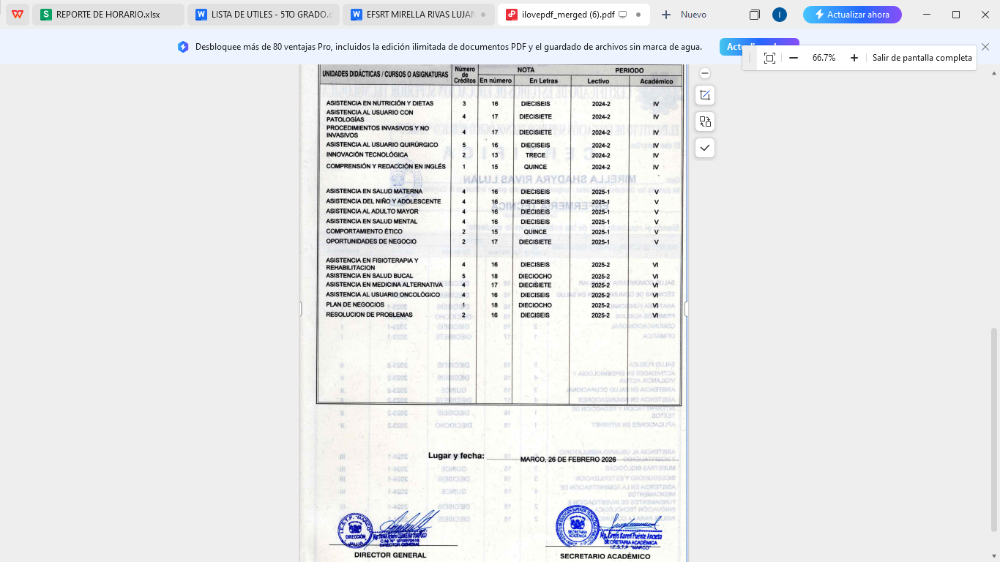 REPORTE DE HORARIO.xlsx
LISTA DE UTILES - 5TO GRADO.
EFSRT MIRELLA RIVAS LUJAN
ilovepdf_merged (6).pdf
Nuevo
I
Actualizar ahora
Desbloquee más de 80 ventajas Pro, incluidos la edición ilimitada de documentos PDF y el guardado de archivos sin marca de agua.
66.7%
Salir de pantalla completa
UNIDADES DIDÁCTICAS / CURSOS O ASIGNATURAS Número de Créditos NOTA PERIODO
En número En Letras Lectivo Académico
ASISTENCIA EN NUTRICIÓN Y DIETAS 3 16 DIECISEIS 2024-2 IV
ASISTENCIA AL USUARIO CON
PATOLOGÍAS 4 17 DIECISIETE 2024-2 IV
PROCEDIMIENTOS INVASIVOS Y NO
INVASIVOS 4 17 DIECISIETE 2024-2 IV
ASISTENCIA AL USUARIO QUIRÚRGICO 5 16 DIECISEIS 2024-2 IV
INNOVACIÓN TECNOLÓGICA 2 13 TRECE 2024-2 IV
COMPRENSIÓN Y REDACCIÓN EN INGLÉS 1 15 QUINCE 2024-2 IV
ASISTENCIA EN SALUD MATERNA 4 16 DIECISEIS 2025-1 V
ASISTENCIA DEL NIÑO Y ADOLESCENTE 4 16 DIECISEIS 2025-1 V
ASISTENCIA AL ADULTO MAYOR 4 16 DIECISEIS 2025-1 V
ASISTENCIA EN SALUD MENTAL 4 16 DIECISEIS 2025-1 V
COMPORTAMIENTO ÉTICO 2 15 QUINCE 2025-1 V
OPORTUNIDADES DE NEGOCIO 2 17 DIECISIETE 2025-1 V
ASISTENCIA EN FISIOTERAPIA Y
REHABILITACION 4 16 DIECISEIS 2025-2 VI
ASISTENCIA EN SALUD BUCAL 5 18 DIECIOCHO 2025-2 VI
ASISTENCIA EN MEDICINA ALTERNATIVA 4 17 DIECISIETE 2025-2 VI
ASISTENCIA AL USUARIO ONCOLÓGICO 4 16 DIECISEIS 2025-2 VI
PLAN DE NEGOCIOS 1 18 DIECIOCHO 2025-2 VI
RESOLUCION DE PROBLEMAS 2 16 DIECISEIS 2025-2 VI
Lugar y fecha: MARCO, 26 DE FEBRERO 2026
DIRECCIÓN
DIRECTOR GENERAL
SECRETARIA ACADÉMICA
Mg. Greys Karen Puente Ancieta
SECRETARIA ACADÉMICA
I.E.S.T.P "MARCO"
DIRECTOR GENERAL
SECRETARIO ACADÉMICO